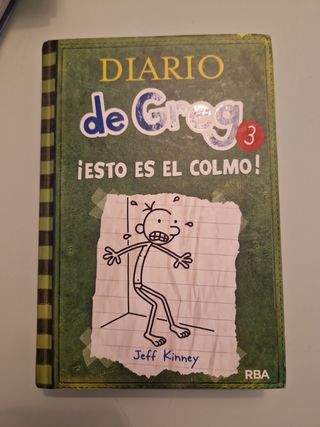 DIARIO
de Greg 3
¡ESTO ES EL COLMO!
Jeff Kinney
RBA